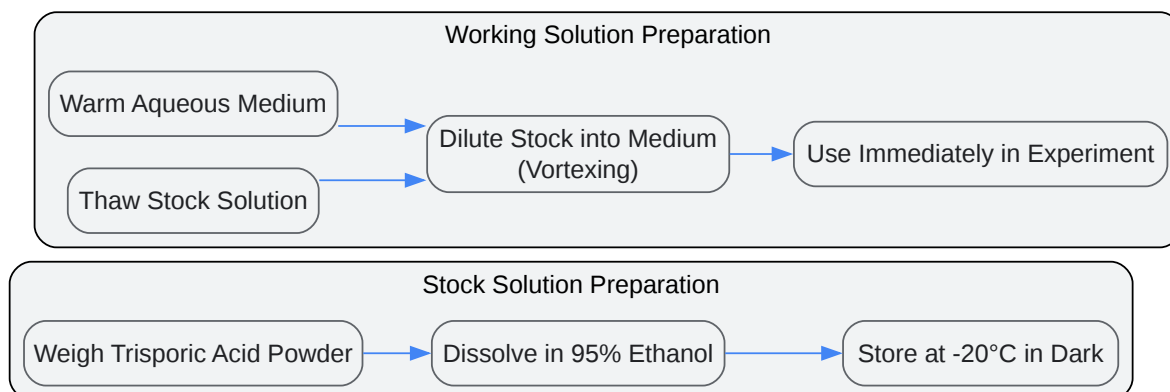 Working Solution Preparation
Warm Aqueous Medium
Thaw Stock Solution
Dilute Stock into Medium
(Vortexing)
Use Immediately in Experiment
Stock Solution Preparation
Weigh Trisporic Acid Powder
Dissolve in 95% Ethanol
Store at -20°C in Dark